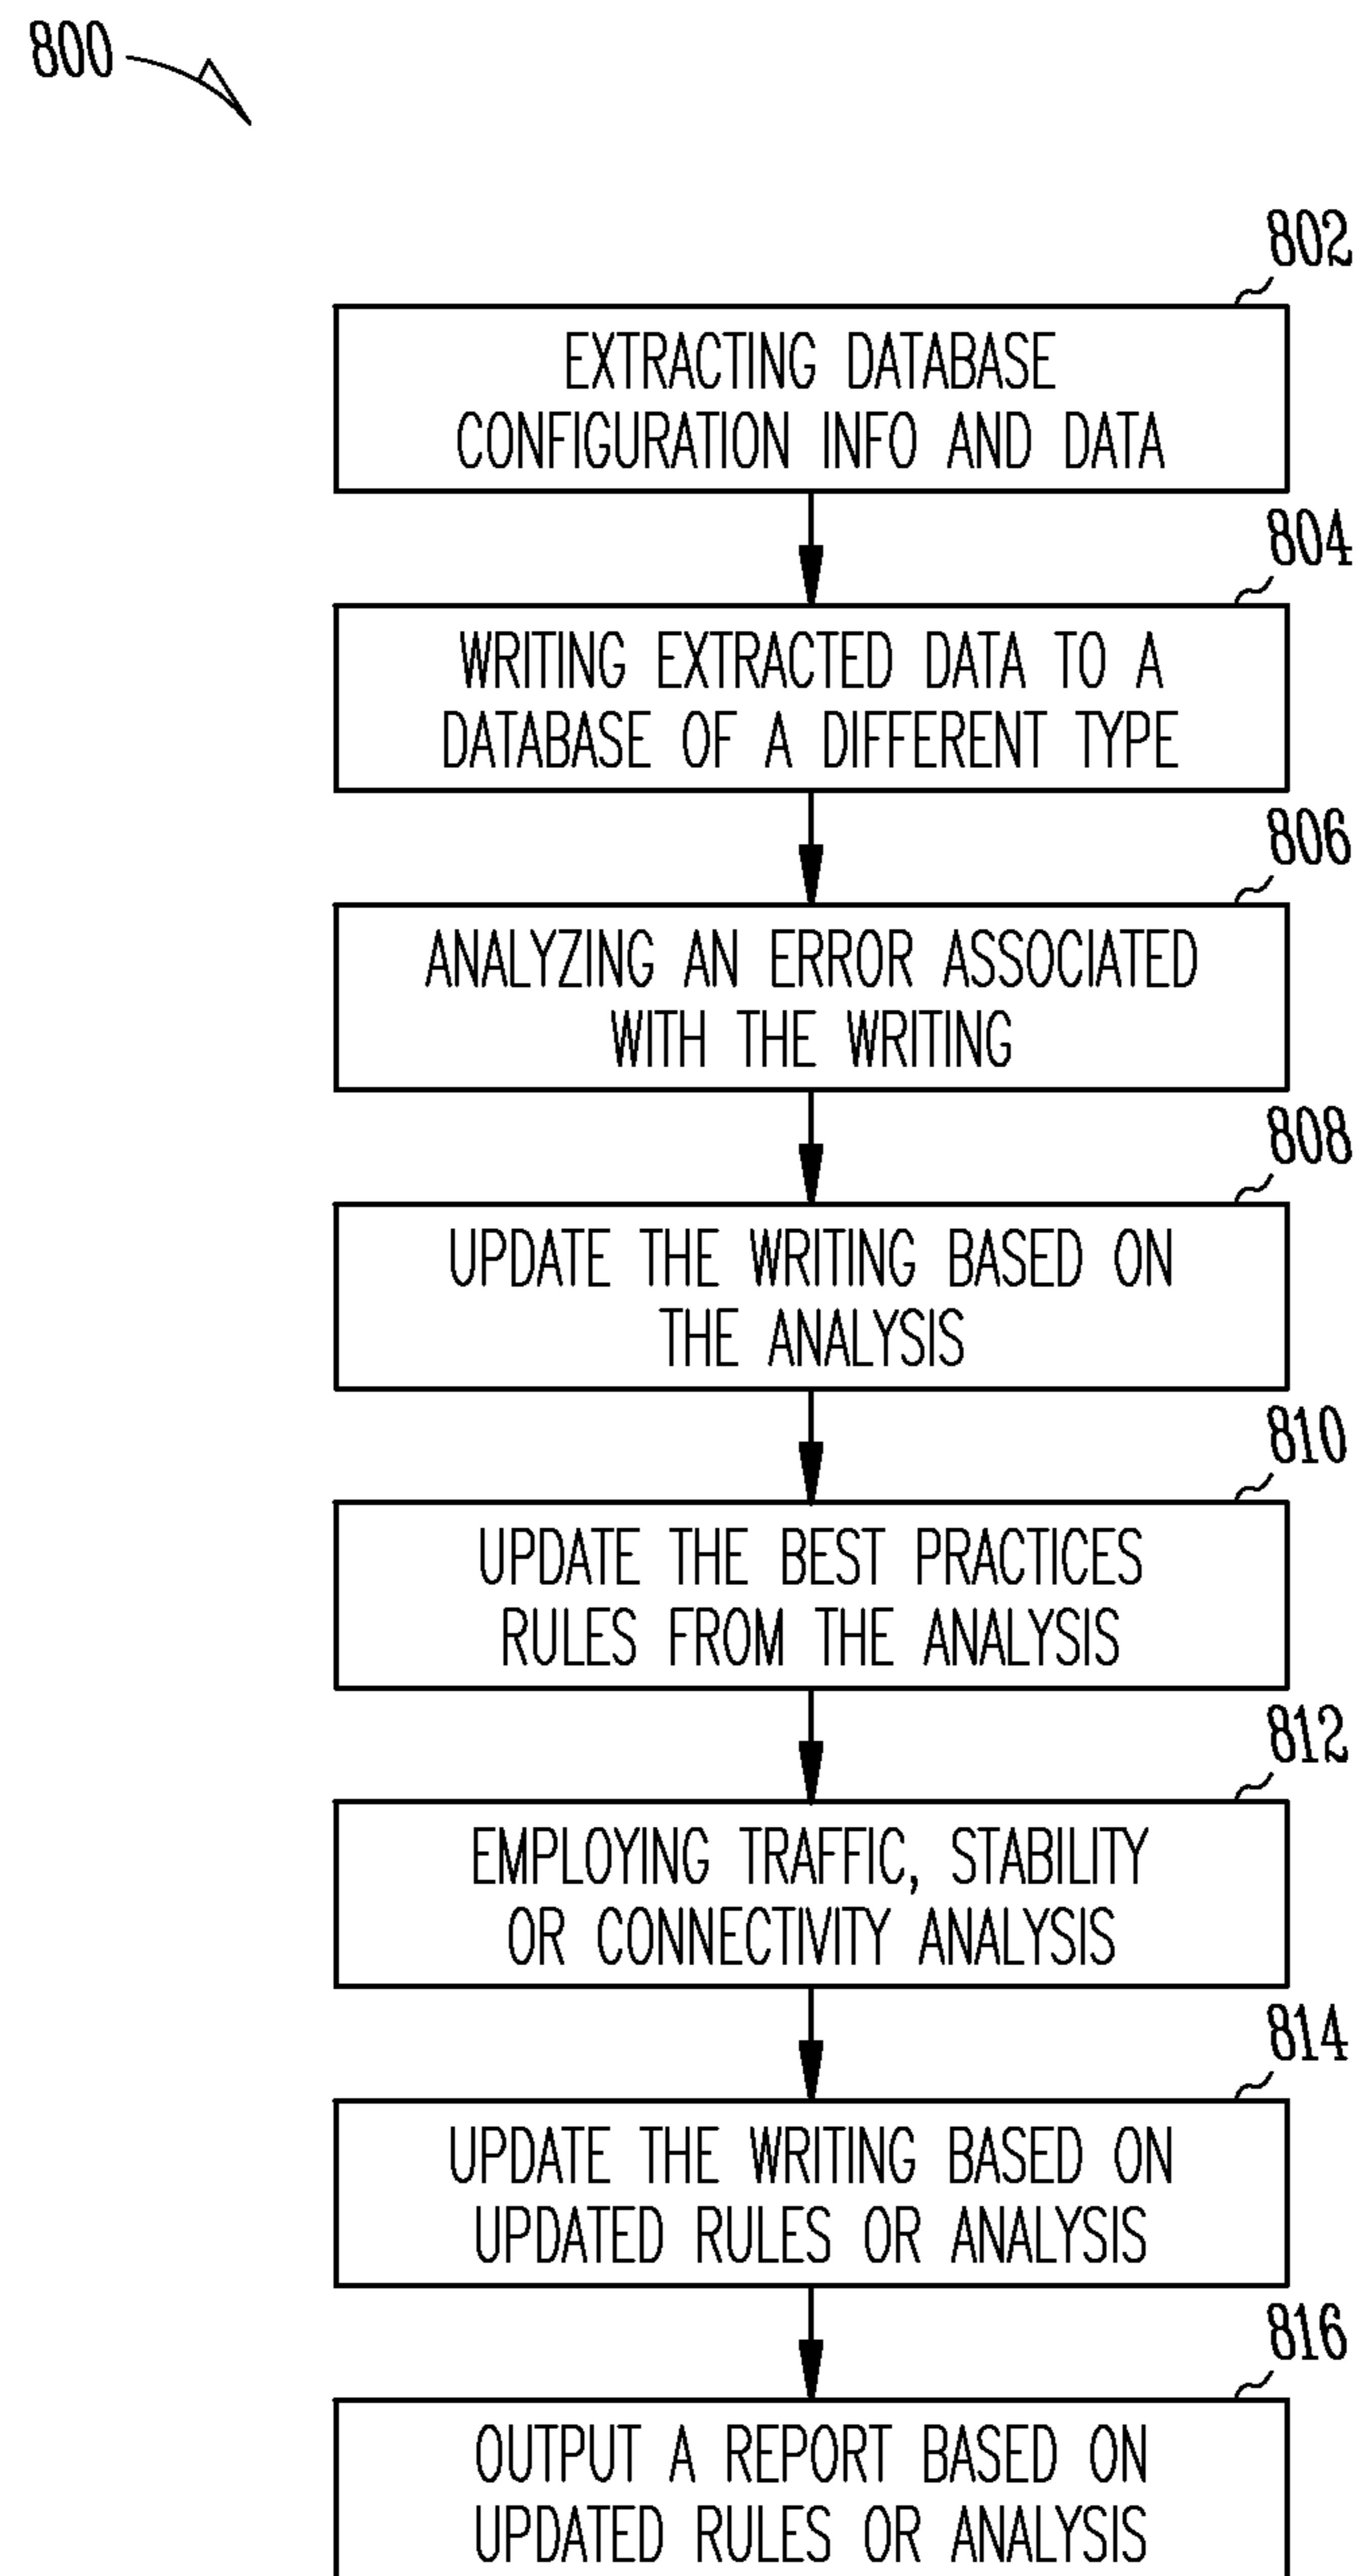 800
802
EXTRACTING DATABASE
CONFIGURATION INFO AND DATA
804
WRITING EXTRACTED DATA TO A
DATABASE OF A DIFFERENT TYPE
806
ANALYZING AN ERROR ASSOCIATED
WITH THE WRITING
808
UPDATE THE WRITING BASED ON
THE ANALYSIS
810
UPDATE THE BEST PRACTICES
RULES FROM THE ANALYSIS
812
EMPLOYING TRAFFIC, STABILITY
OR CONNECTIVITY ANALYSIS
814
UPDATE THE WRITING BASED ON
UPDATED RULES OR ANALYSIS
816
OUTPUT A REPORT BASED ON
UPDATED RULES OR ANALYSIS